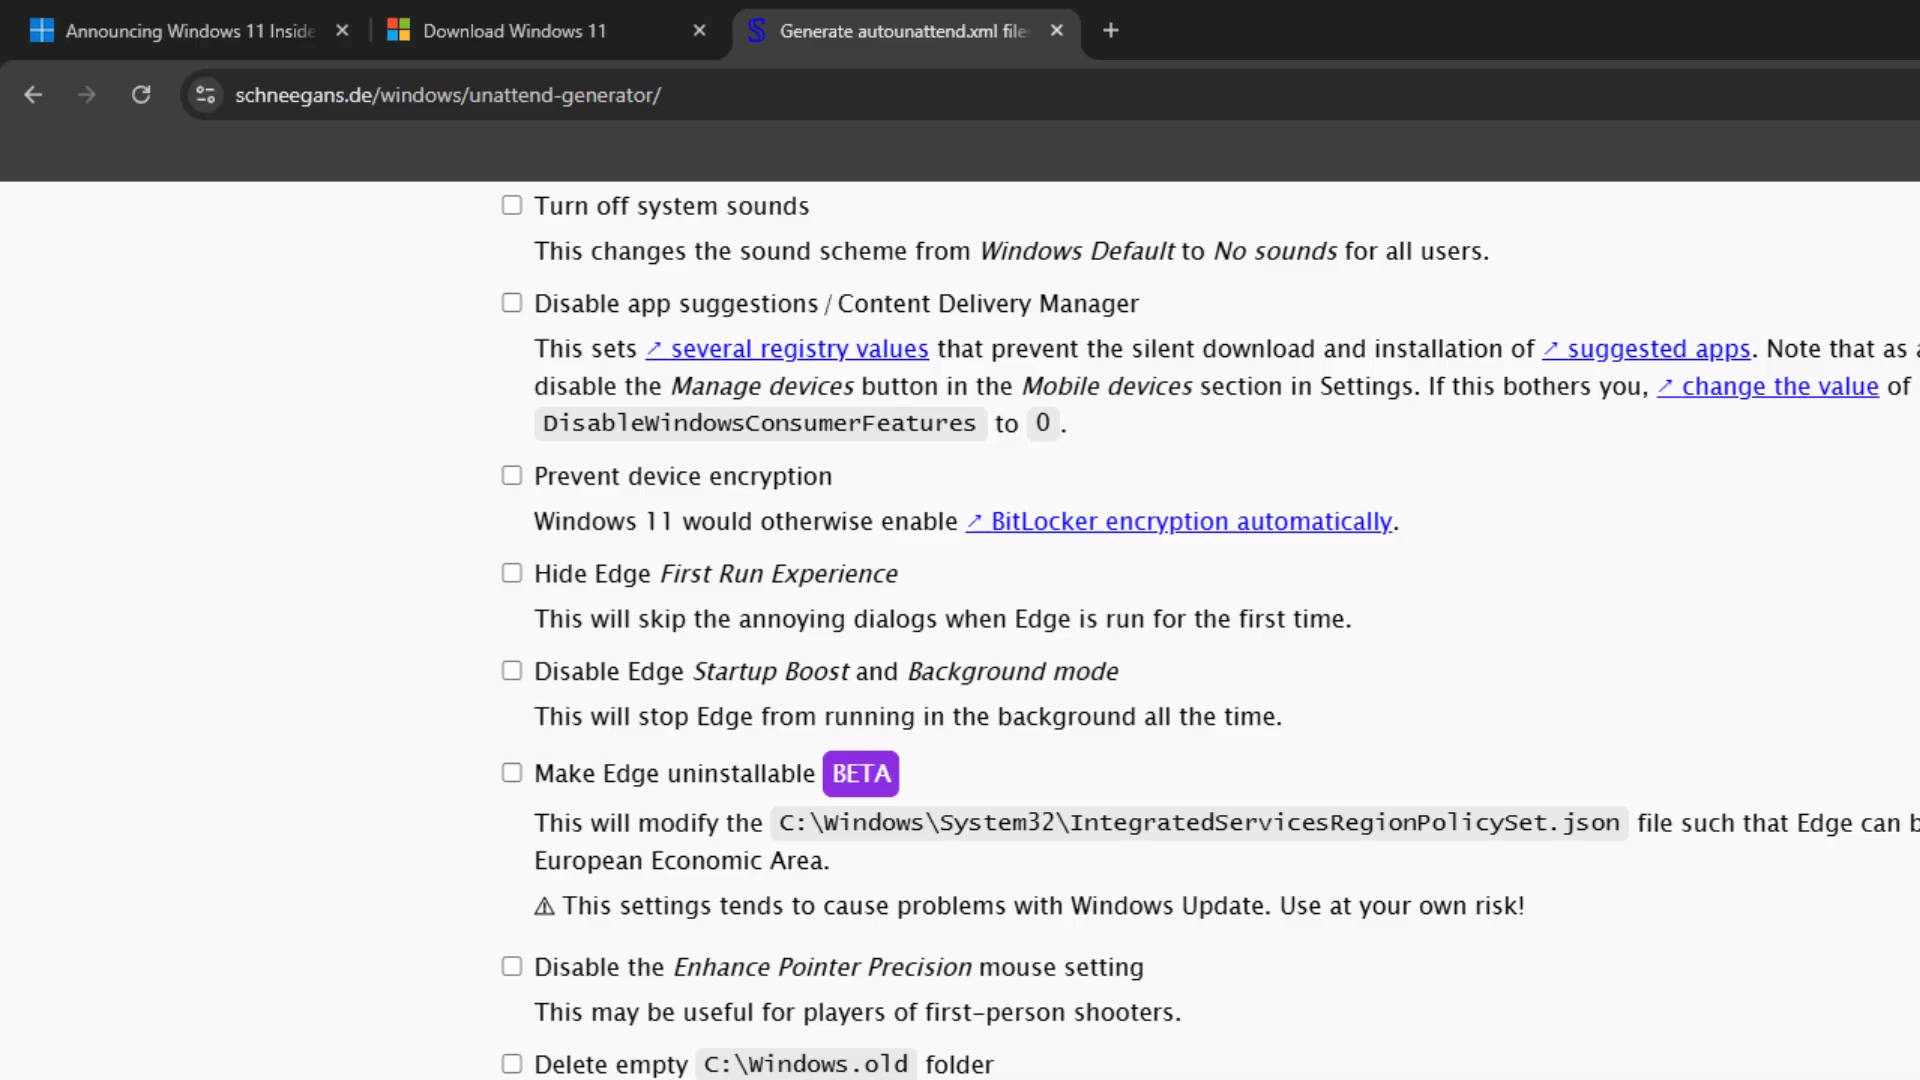 Announcing Windows 11 Inside
Download Windows 11
Generate autounattend.xml file
schneegans.de/windows/unattend-generator/
Turn off system sounds
This changes the sound scheme from Windows Default to No sounds for all users.
Disable app suggestions / Content Delivery Manager
This sets ↗ several registry values that prevent the silent download and installation of ↗ suggested apps. Note that as a
disable the Manage devices button in the Mobile devices section in Settings. If this bothers you, ↗ change the value of
DisableWindowsConsumerFeatures to 0.
Prevent device encryption
Windows 11 would otherwise enable ↗ BitLocker encryption automatically.
Hide Edge First Run Experience
This will skip the annoying dialogs when Edge is run for the first time.
Disable Edge Startup Boost and Background mode
This will stop Edge from running in the background all the time.
Make Edge uninstallable BETA
This will modify the C:\Windows\System32\IntegratedServicesRegionPolicySet.json file such that Edge can b
European Economic Area.
⚠ This settings tends to cause problems with Windows Update. Use at your own risk!
Disable the Enhance Pointer Precision mouse setting
This may be useful for players of first-person shooters.
Delete empty C:\Windows.old folder